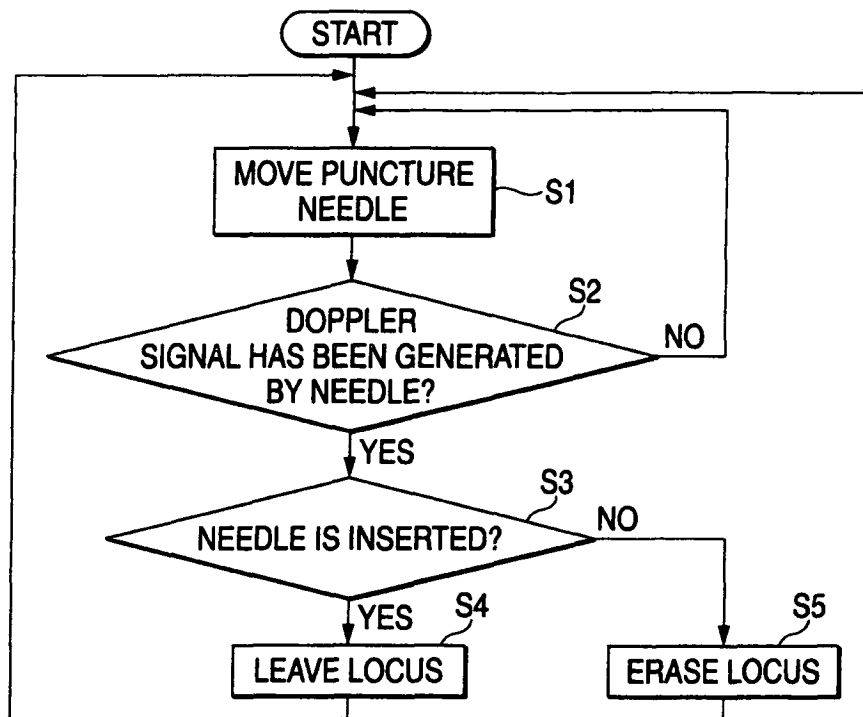 START
MOVE PUNCTURE
NEEDLE
S1
S2
DOPPLER
SIGNAL HAS BEEN GENERATED
BY NEEDLE?
NO
YES
S3
NEEDLE IS INSERTED?
NO
YES
S4
LEAVE LOCUS
S5
ERASE LOCUS